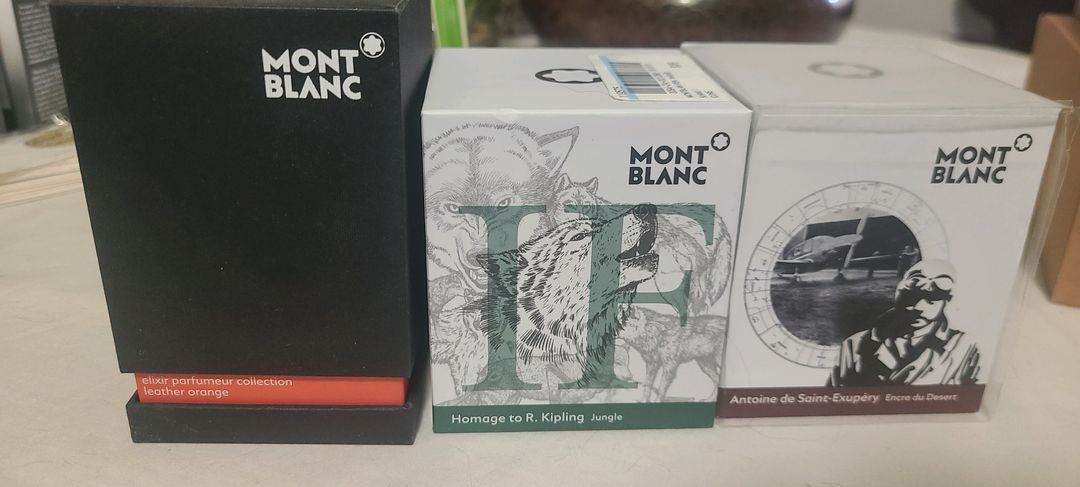 MONT
BLANC
elixir parfumeur collection
leather orange
MONT
BLANC
IF
Homage to R. Kipling Jungle
MONT
BLANC
Antoine de Saint-Exupéry Encre du Desert